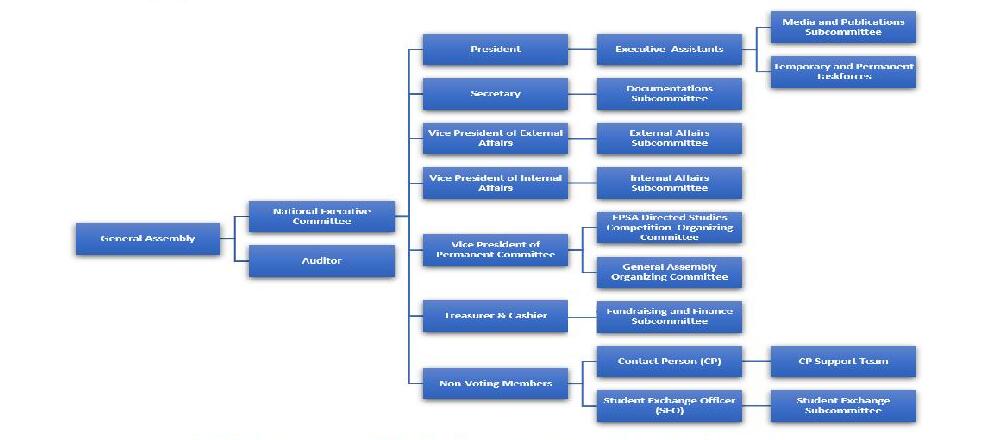 Media and Publications
Subcommittee
President
Executive Assistants
Temporary and Permanent
Taskforces
Secretary
Documentations
Subcommittee
Vice President of External
Affairs
External Affairs
Subcommittee
Vice President of Internal
Affairs
Internal Affairs
Subcommittee
National Executive
Committee
General Assembly
Auditor
EPSA Directed Studies
Competition Organizing
Committee
Vice President of
Permanent Committee
General Assembly
Organizing Committee
Treasurer & Cashier
Fundraising and Finance
Subcommittee
Contact Person (CP)
CP Support Team
Non-Voting Members
Student Exchange Officer
(SEO)
Student Exchange
Subcommittee